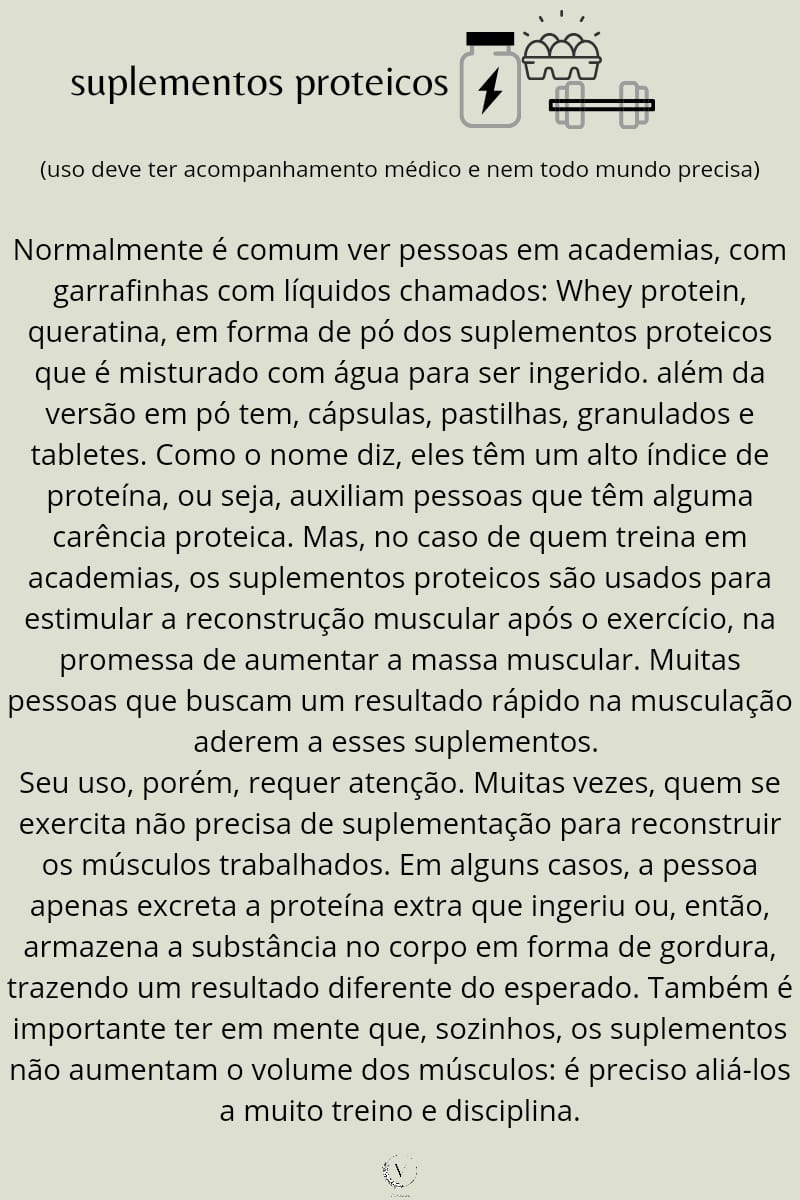 suplementos proteicos
(uso deve ter acompanhamento médico e nem todo mundo precisa)
Normalmente é comum ver pessoas em academias, com
garrafinhas com líquidos chamados: Whey protein,
queratina, em forma de pó dos suplementos proteicos
que é misturado com água para ser ingerido. além da
versão em pó tem, cápsulas, pastilhas, granulados e
tabletes. Como o nome diz, eles têm um alto índice de
proteína, ou seja, auxiliam pessoas que têm alguma
carência proteica. Mas, no caso de quem treina em
academias, os suplementos proteicos são usados para
estimular a reconstrução muscular após o exercício, na
promessa de aumentar a massa muscular. Muitas
pessoas que buscam um resultado rápido na musculação
aderem a esses suplementos.
Seu uso, porém, requer atenção. Muitas vezes, quem se
exercita não precisa de suplementação para reconstruir
os músculos trabalhados. Em alguns casos, a pessoa
apenas excreta a proteína extra que ingeriu ou, então,
armazena a substância no corpo em forma de gordura,
trazendo um resultado diferente do esperado. Também é
importante ter em mente que, sozinhos, os suplementos
não aumentam o volume dos músculos: é preciso aliá-los
a muito treino e disciplina.
V